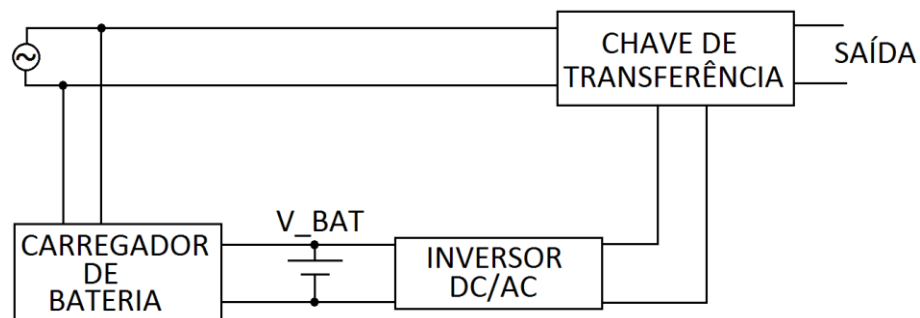 CHAVE DE
TRANSFERÊNCIA
SAÍDA
V_BAT
CARREGADOR
DE
BATERIA
INVERSOR
DC/AC